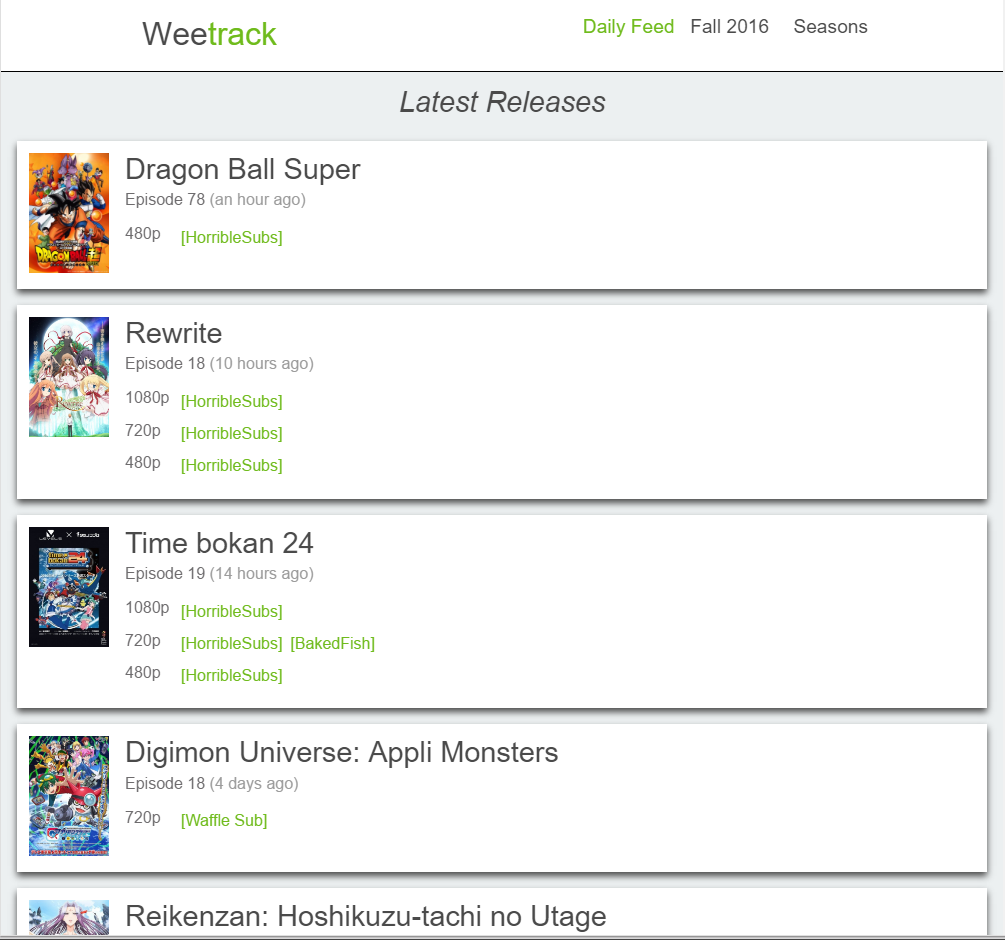 Weetrack
Daily Feed Fall 2016 Seasons
Latest Releases
Dragon Ball Super
Episode 78 (an hour ago)
480p [HorribleSubs]
Rewrite
Episode 18 (10 hours ago)
1080p [HorribleSubs]
720p [HorribleSubs]
480p [HorribleSubs]
Time bokan 24
Episode 19 (14 hours ago)
1080p [HorribleSubs]
720p [HorribleSubs] [BakedFish]
480p [HorribleSubs]
Digimon Universe: Appli Monsters
Episode 18 (4 days ago)
720p [Waffle Sub]
Reikenzan: Hoshikuzu-tachi no Utage